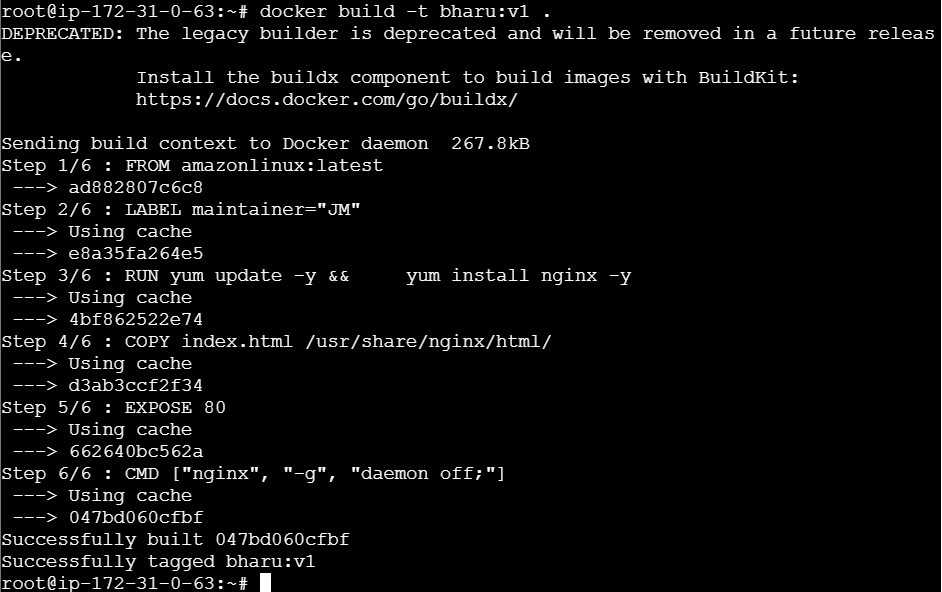 root@ip-172-31-0-63:~# docker build -t bharu:v1 .
DEPRECATED: The legacy builder is deprecated and will be removed in a future releas
e.
            Install the buildx component to build images with BuildKit:
            https://docs.docker.com/go/buildx/

Sending build context to Docker daemon  267.8kB
Step 1/6 : FROM amazonlinux:latest
 ---> ad882807c6c8
Step 2/6 : LABEL maintainer="JM"
 ---> Using cache
 ---> e8a35fa264e5
Step 3/6 : RUN yum update -y &&     yum install nginx -y
 ---> Using cache
 ---> 4bf862522e74
Step 4/6 : COPY index.html /usr/share/nginx/html/
 ---> Using cache
 ---> d3ab3ccf2f34
Step 5/6 : EXPOSE 80
 ---> Using cache
 ---> 662640bc562a
Step 6/6 : CMD ["nginx", "-g", "daemon off;"]
 ---> Using cache
 ---> 047bd060cfbf
Successfully built 047bd060cfbf
Successfully tagged bharu:v1
root@ip-172-31-0-63:~#